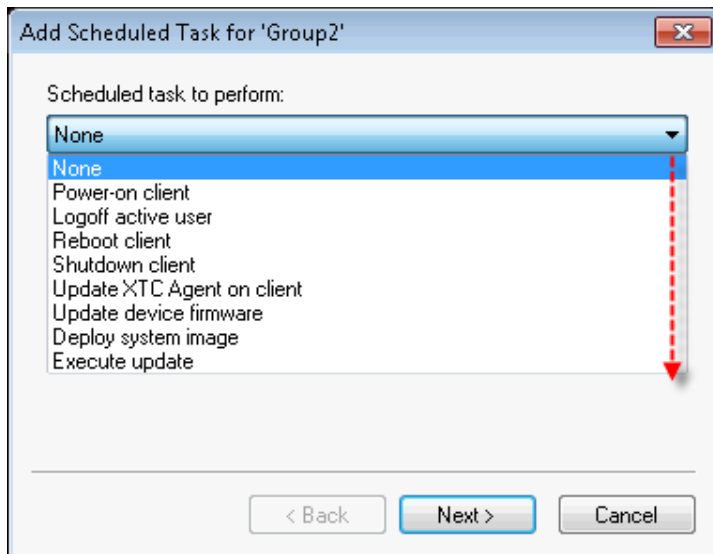 Add Scheduled Task for 'Group2'
Scheduled task to perform:
None
None
Power-on client
Logoff active user
Reboot client
Shutdown client
Update XTC Agent on client
Update device firmware
Deploy system image
Execute update
< Back Next > Cancel